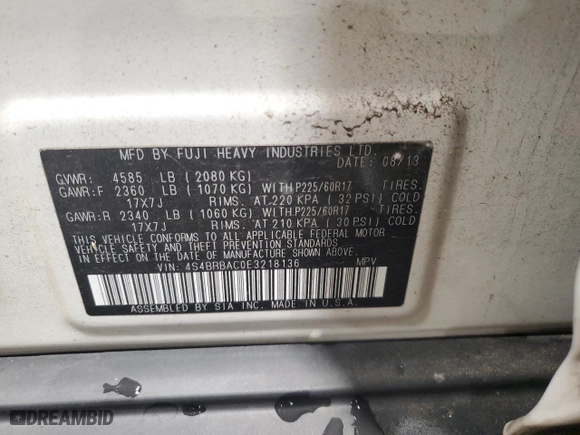 MFD BY FUJI HEAVY INDUSTRIES LTD.
DATE: 08/13
GVWR: 4585 LB ( 2080 KG)
GAWR:F 2360 LB ( 1070 KG) WITH P225/60R17 TIRES.
17X7J RIMS. AT 220 KPA ( 32 PSI) COLD
GAWR:R 2340 LB ( 1060 KG) WITH P225/60R17 TIRES.
17X7J RIMS. AT 210 KPA ( 30 PSI) COLD
THIS VEHICLE CONFORMS TO ALL APPLICABLE FEDERAL MOTOR
VEHICLE SAFETY AND THEFT PREVENTION STANDARDS
IN EFFECT ON THE DATE OF MANUFACTURE SHOWN ABOVE.
VIN: 4S4BRBAC0E3218136 MPV
ASSEMBLED BY SIA INC. MADE IN U.S.A.
DREAMBID